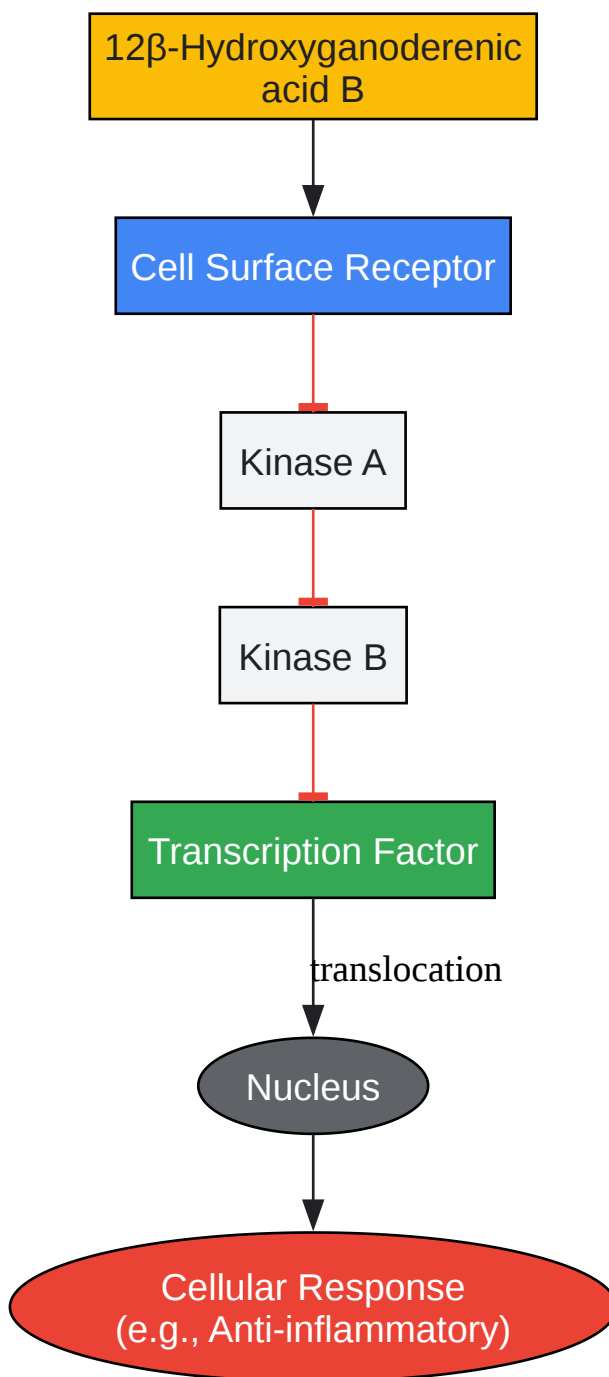 12β-Hydroxyganoderenic
acid B
Cell Surface Receptor
Kinase A
Kinase B
Transcription Factor
translocation
Nucleus
Cellular Response
(e.g., Anti-inflammatory)